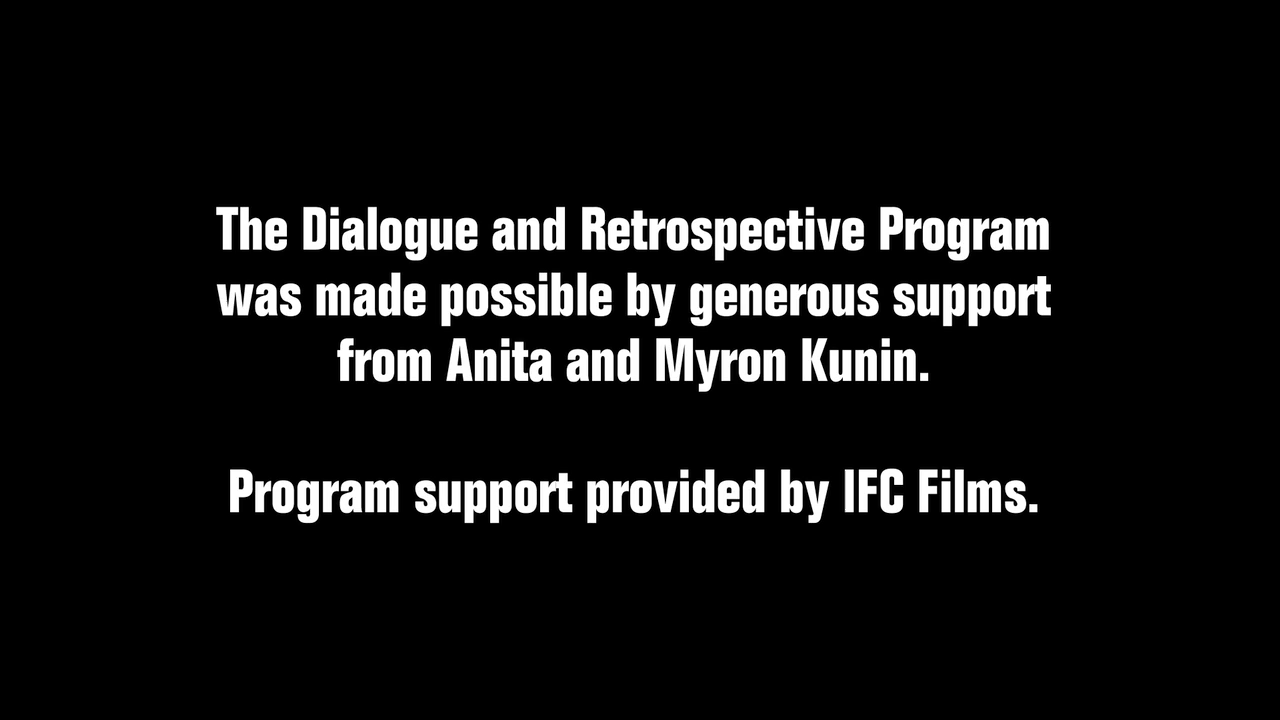 The Dialogue and Retrospective Program
was made possible by generous support
from Anita and Myron Kunin.
Program support provided by IFC Films.